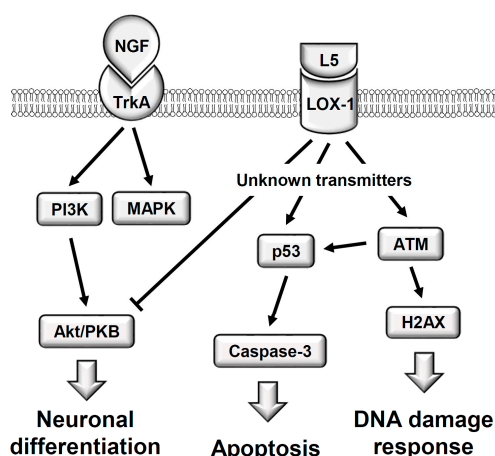 NGF
TrkA
L5
LOX-1
Unknown transmitters
PI3K
MAPK
p53
ATM
Akt/PKB
Caspase-3
H2AX
Neuronal
differentiation
Apoptosis
DNA damage
response